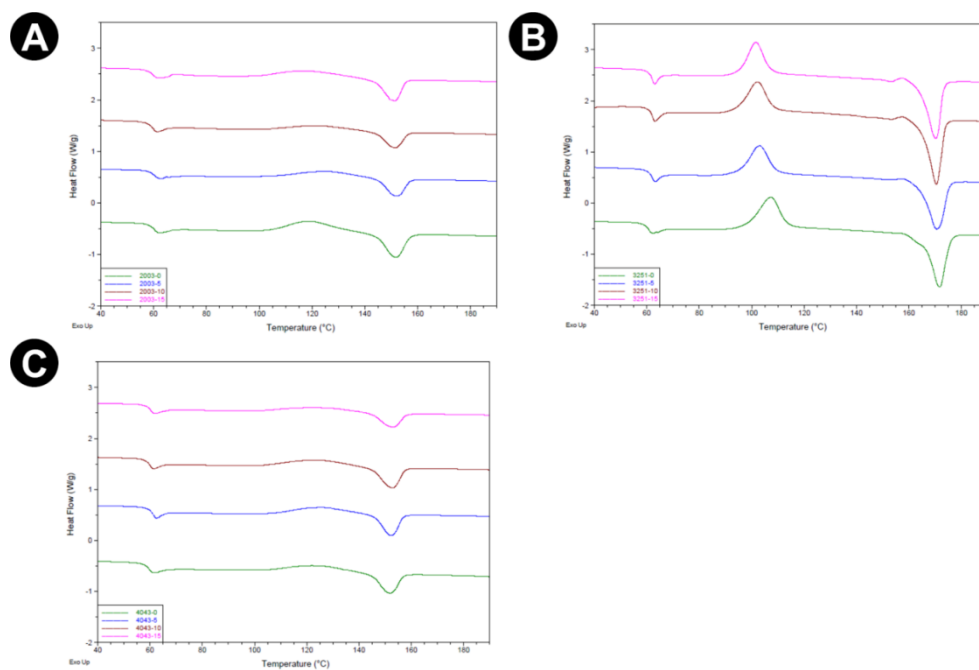 A
Heat Flow (W/g)
3
2
1
0
-1
-2
2003-0
2003-5
2003-10
2003-15
40 60 80 100 120 140 160 180
Exo Up
Temperature (°C)
B
Heat Flow (W/g)
3
2
1
0
-1
-2
3251-0
3251-5
3251-10
3251-15
40 60 80 100 120 140 160 180
Exo Up
Temperature (°C)
C
Heat Flow (W/g)
3
2
1
0
-1
-2
4043-0
4043-5
4043-10
4043-15
40 60 80 100 120 140 160 180
Exo Up
Temperature (°C)